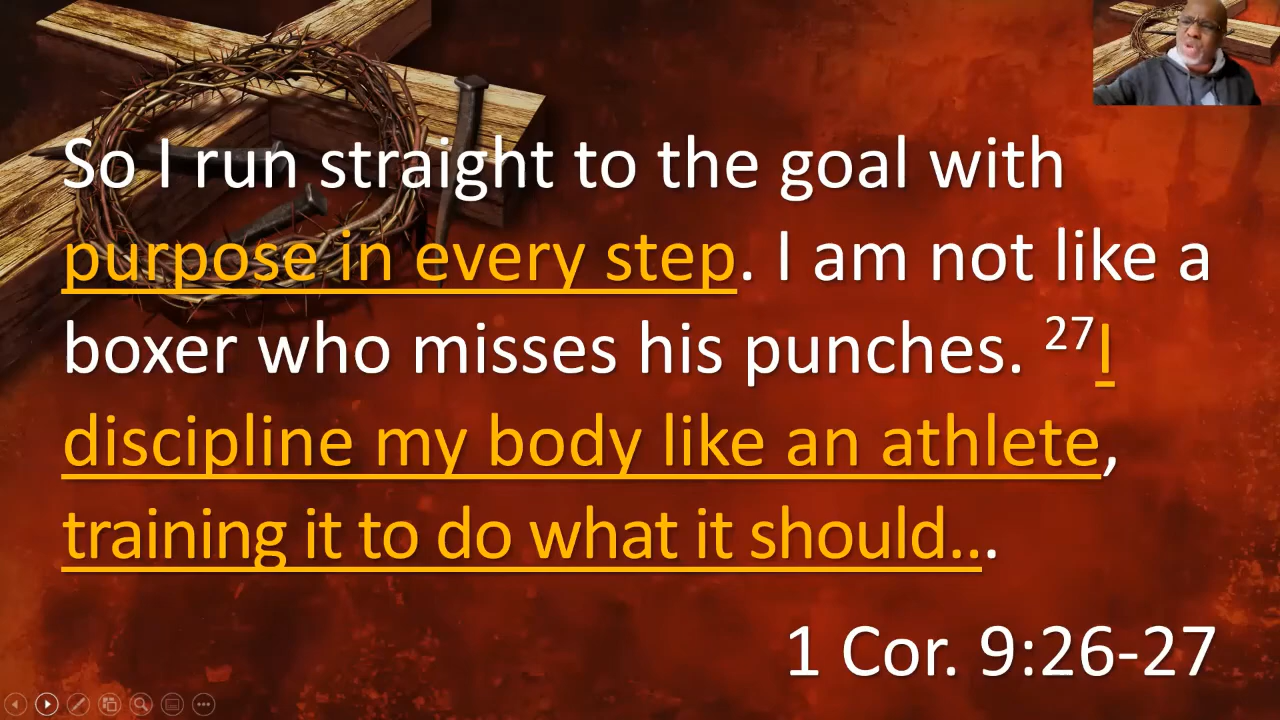 So I run straight to the goal with
purpose in every step. I am not like a
boxer who misses his punches. ²⁷I
discipline my body like an athlete,
training it to do what it should...
1 Cor. 9:26-27